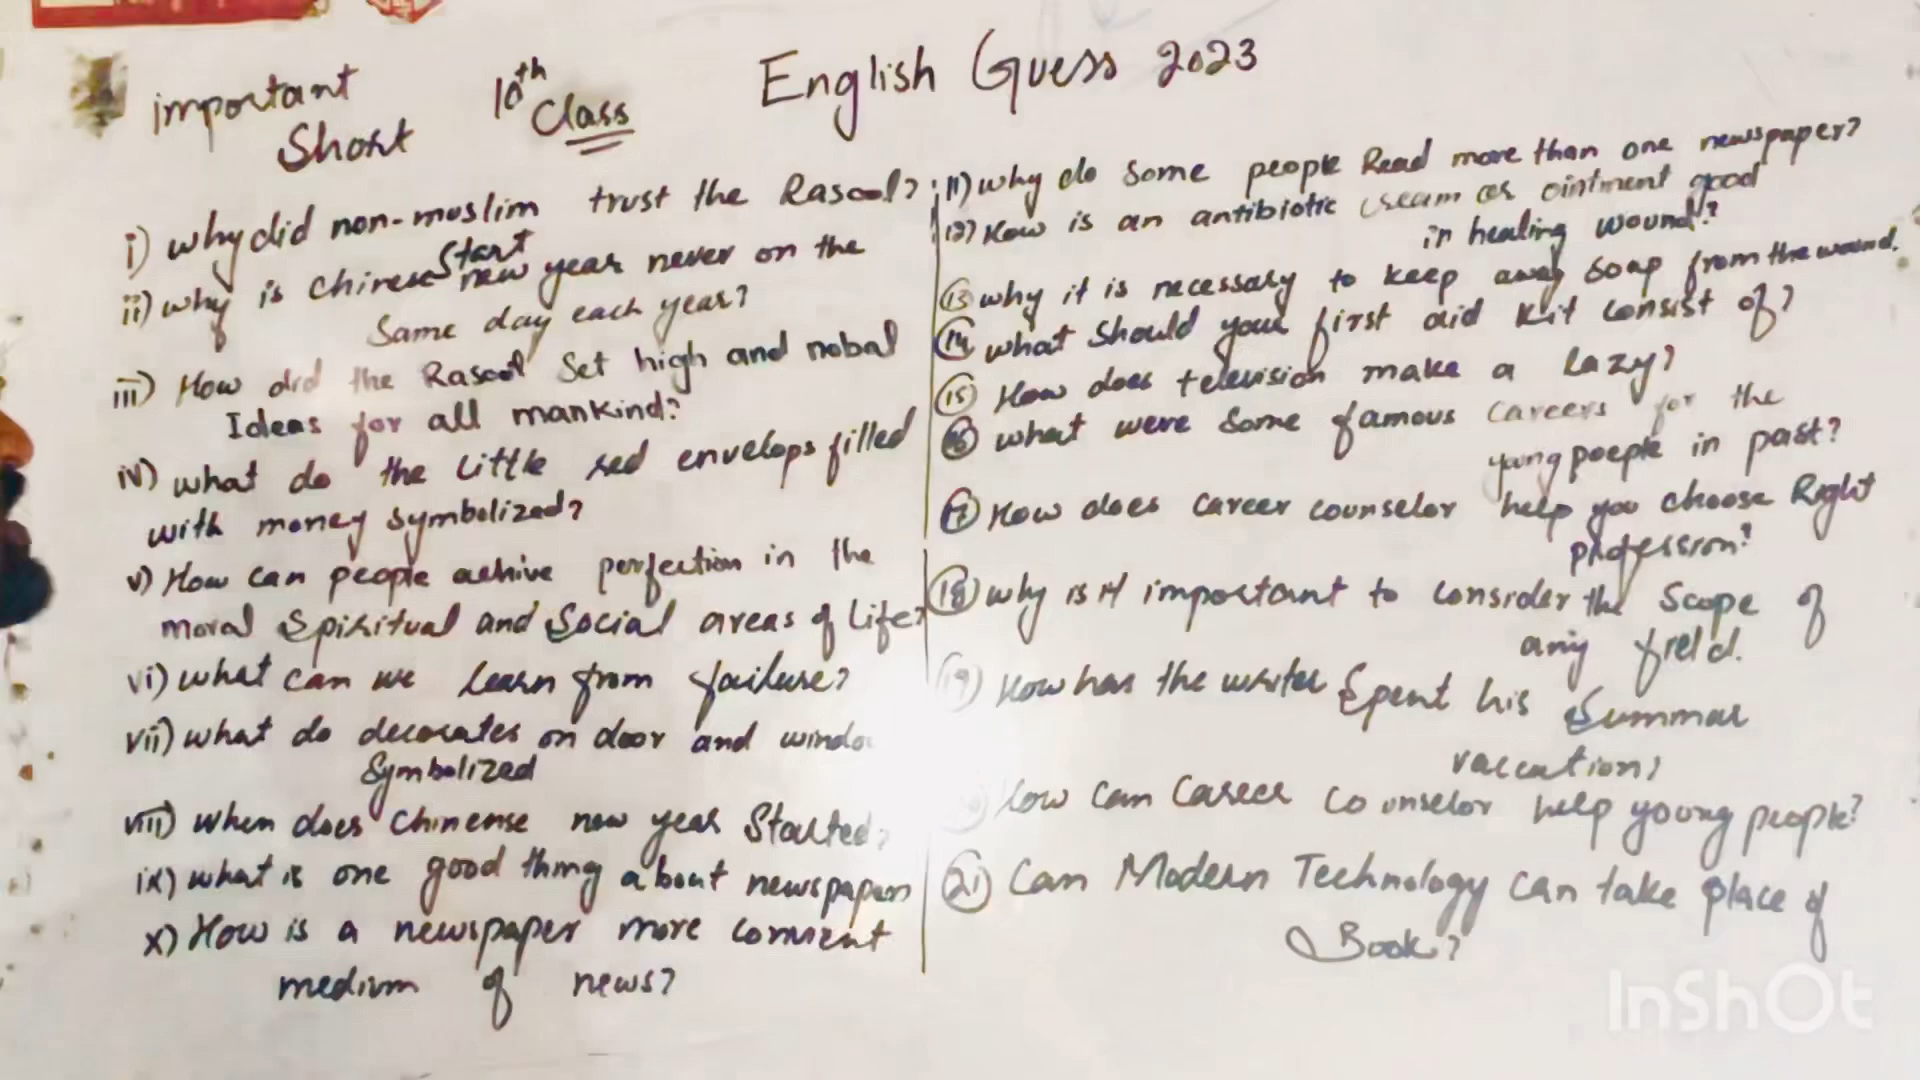 important
Short
10th Class
English Guess 2023
i) why did non-muslim trust the Rasool?
ii) why is chinese Start new year never on the
Same day each year?
iii) How did the Rasool Set high and nobal
Ideas for all mankind?
iv) what do the little red envelops filled
with money symbolized?
v) How can people achive perfection in the
moral Spiritual and Social areas of life?
vi) what can we learn from failure?
vii) what do decorates on door and windo
Symbolized
viii) when does Chinense new year Started?
ix) what is one good thing about newspapers
x) How is a newspaper more convient
medium of news?
11) why do Some people Read more than one newspaper?
12) How is an antibiotic cream or ointment good
in healing wound?
13 why it is necessary to keep away Soap from the wound.
14 what Should your first aid Kit consist of?
15 How does television make a lazy?
16 what were Some famous careers for the
young poeple in past?
17 How does career counselor help you choose Right
profession?
18 why is it important to consider the Scope of
any field.
19) How has the writer Spent his Summar
vaccation?
How can Career Counselor help young people?
21) Can Modern Technology can take place of
Book?
InShOt